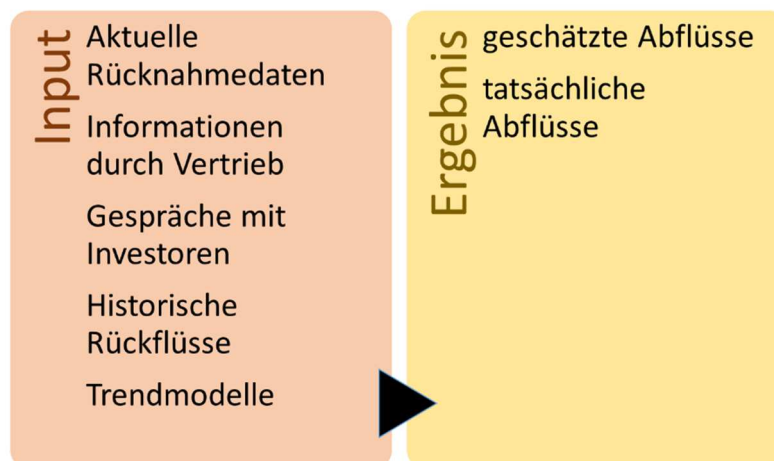 Input
Aktuelle
Rücknahmedaten
Informationen
durch Vertrieb
Gespräche mit
Investoren
Historische
Rückflüsse
Trendmodelle
Ergebnis
geschätzte Abflüsse
tatsächliche
Abflüsse